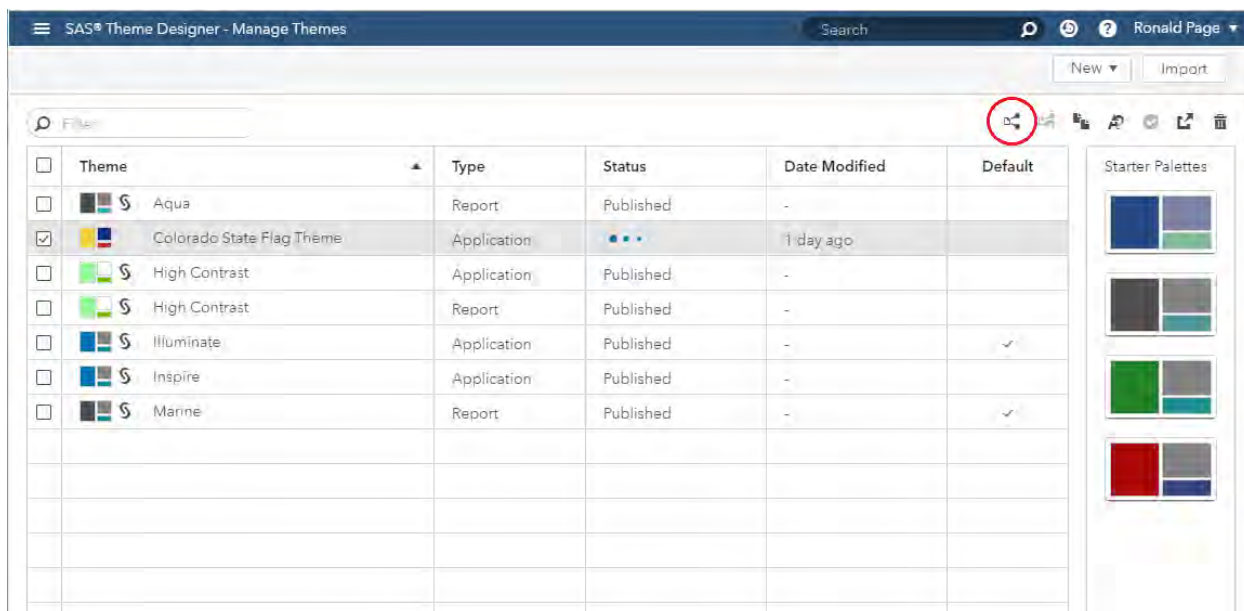 SAS® Theme Designer - Manage Themes Search Ronald Page
New Import
Filter
Theme Type Status Date Modified Default Starter Palettes
Aqua Report Published -
Colorado State Flag Theme Application 1 day ago
High Contrast Application Published -
High Contrast Report Published -
Illuminate Application Published -
Inspire Application Published -
Marine Report Published -